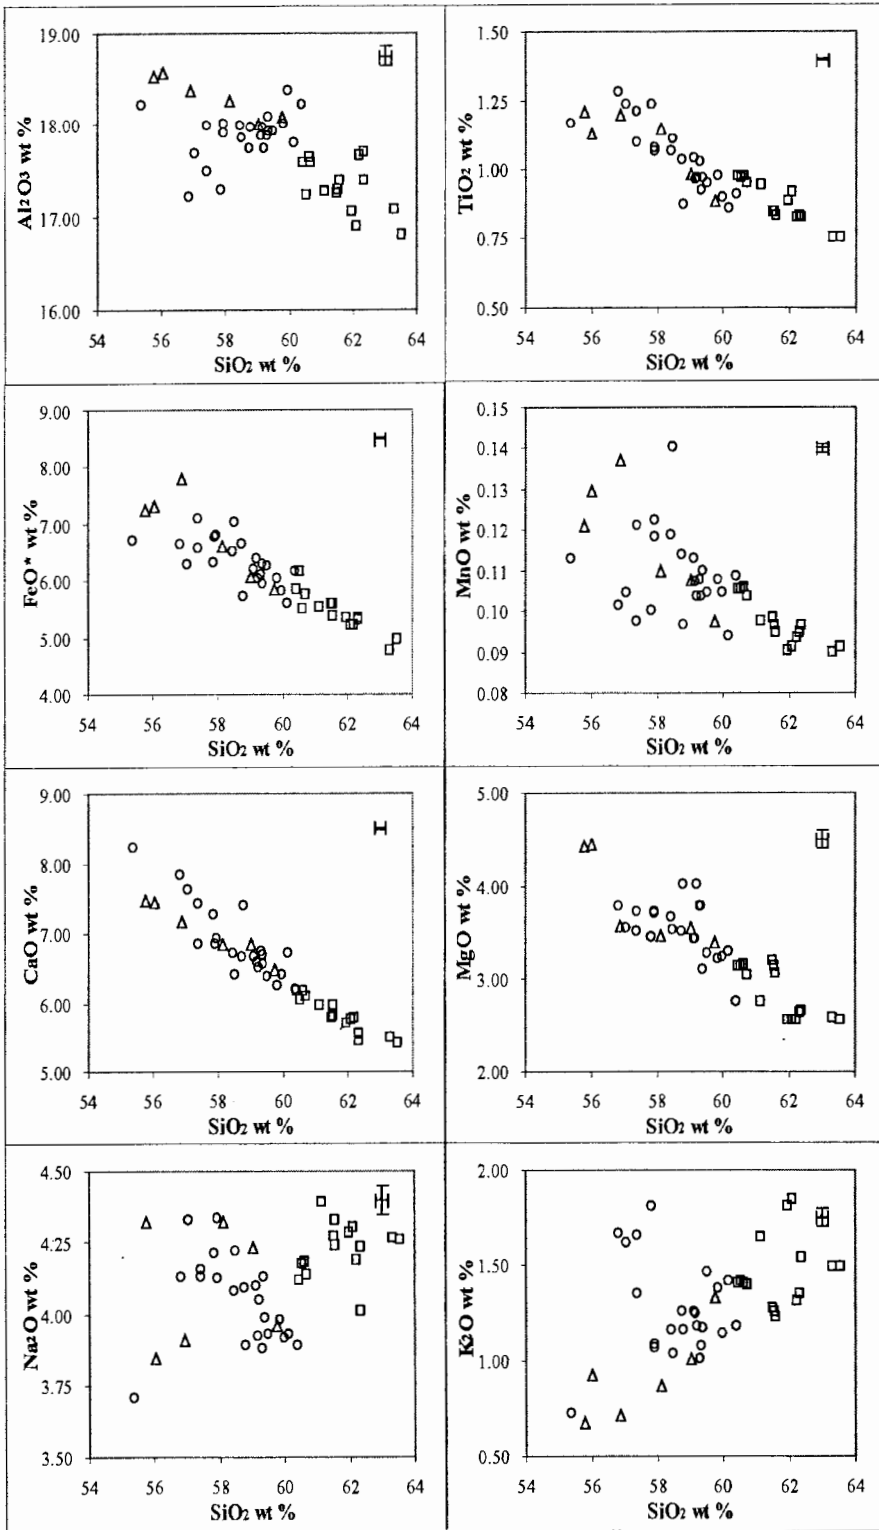 19.00
18.00
17.00
16.00
Al2O3 wt %
54 56 58 60 62 64
SiO2 wt %
1.50
1.25
1.00
0.75
0.50
TiO2 wt %
54 56 58 60 62 64
SiO2 wt %
9.00
8.00
7.00
6.00
5.00
4.00
FeO* wt %
54 56 58 60 62 64
SiO2 wt %
0.15
0.14
0.13
0.12
0.11
0.10
0.09
0.08
MnO wt %
54 56 58 60 62 64
SiO2 wt %
9.00
8.00
7.00
6.00
5.00
CaO wt %
54 56 58 60 62 64
SiO2 wt %
5.00
4.00
3.00
2.00
MgO wt %
54 56 58 60 62 64
SiO2 wt %
4.50
4.25
4.00
3.75
3.50
Na2O wt %
54 56 58 60 62 64
SiO2 wt %
2.00
1.50
1.00
0.50
K2O wt %
54 56 58 60 62 64
SiO2 wt %